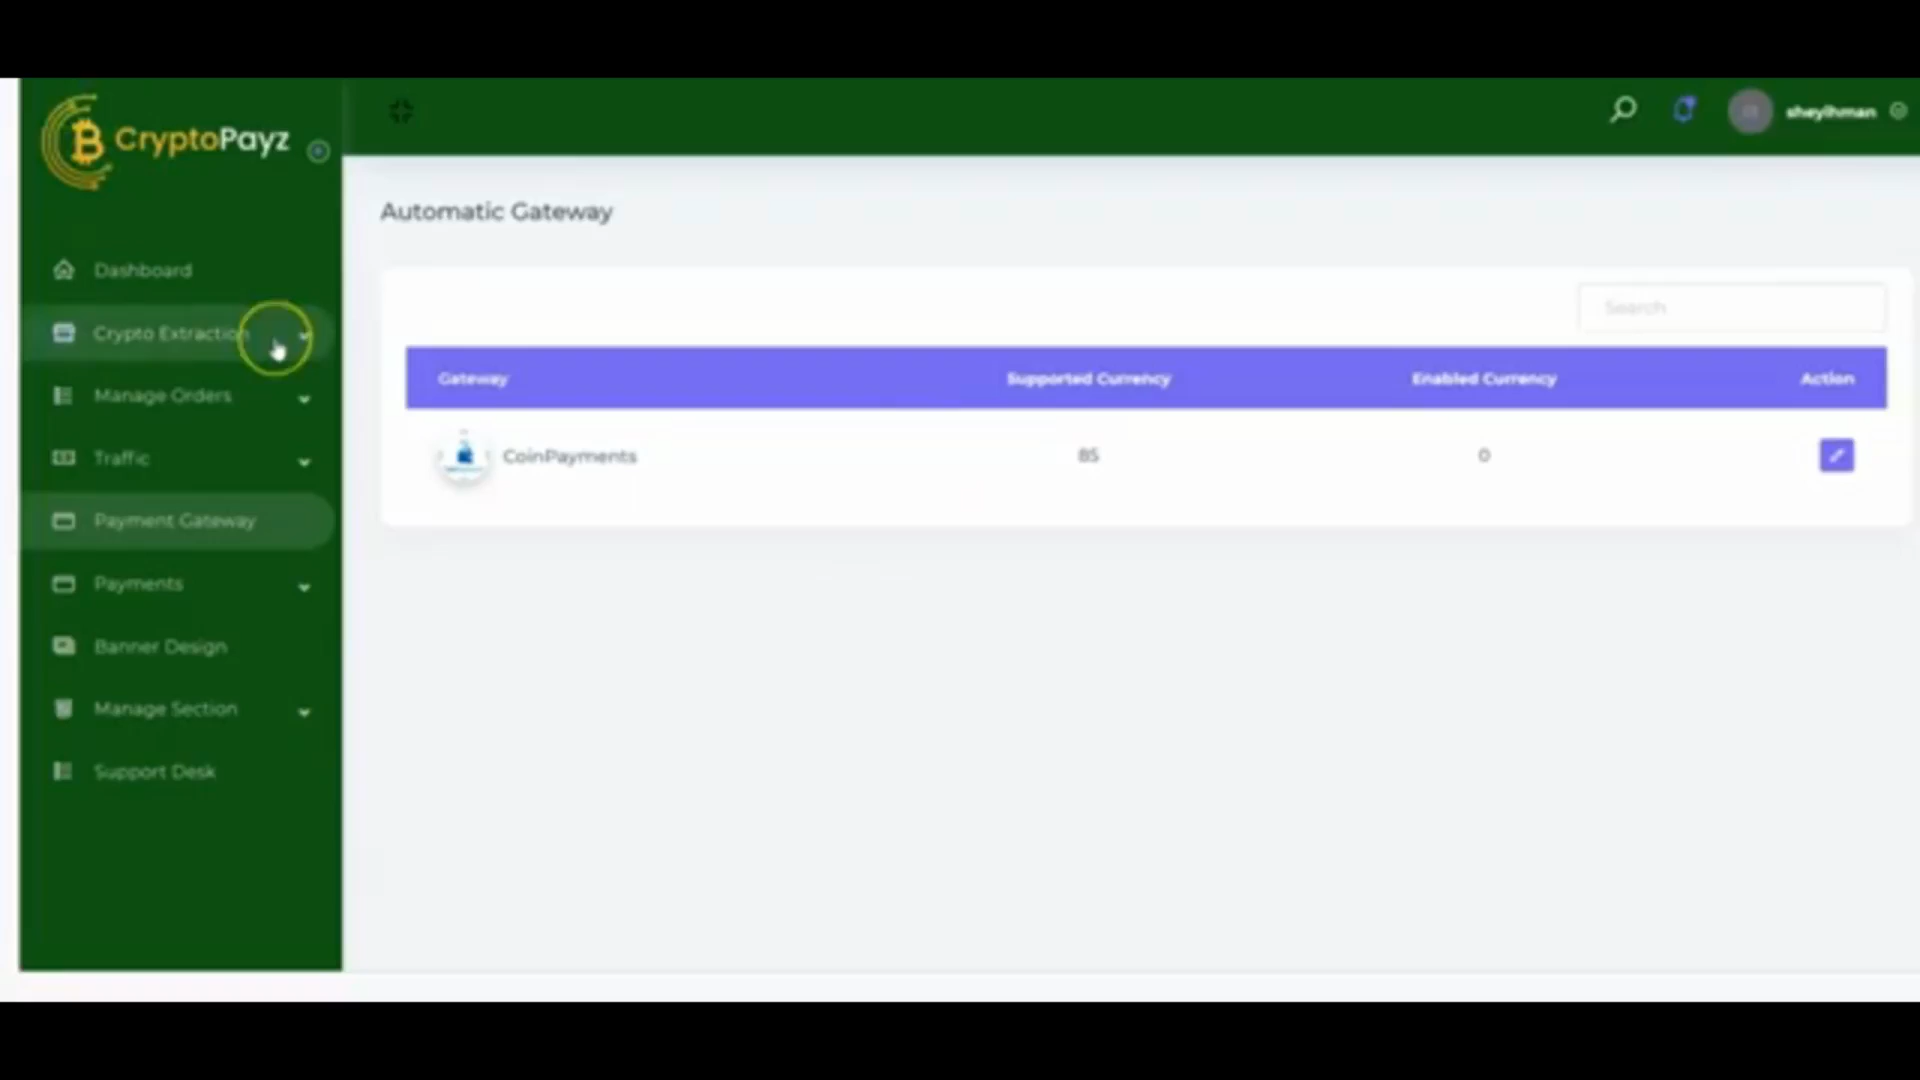 CryptoPayz
sheylhman
Automatic Gateway
Dashboard
Crypto Extraction
Manage Orders
Traffic
Payment Gateway
Payments
Banner Design
Manage Section
Support Desk
Search
Gateway Supported Currency Enabled Currency Action
CoinPayments 85 0